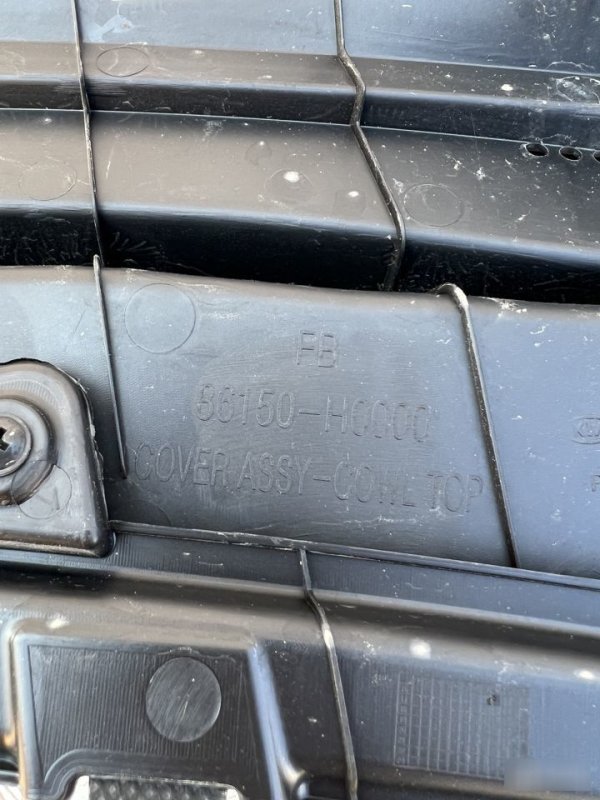 FB
86150-H0000
COVER ASSY-COWL TOP